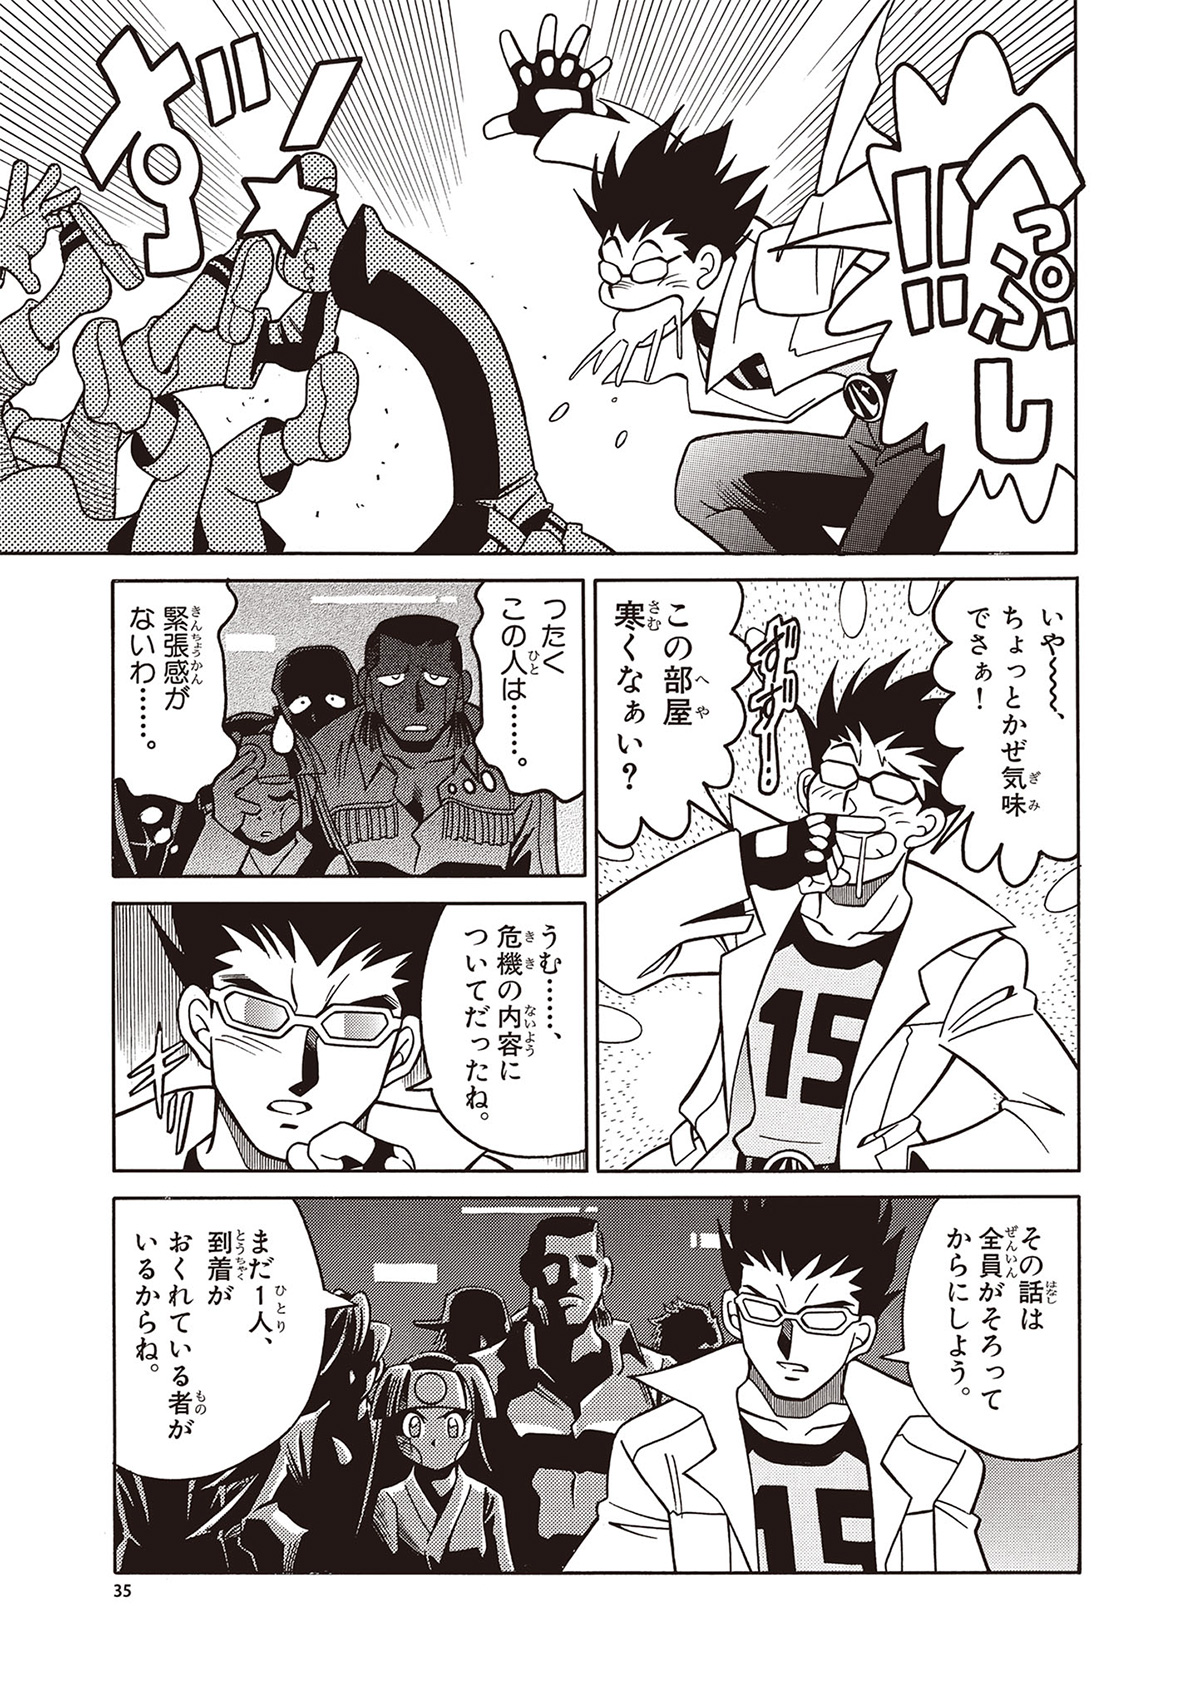 へっぷし!!
ガン☆
いや〜〜〜、
ちょっとかぜ気味
でさぁ！
ずず…
この部屋
寒くなぁい？
つたく
この人は……。
緊張感が
ないわ……。
うむ……、
危機の内容に
ついてだったね。
キッ
その話は
全員がそろって
からにしよう。
まだ1人、
到着が
おくれている者が
いるからね。
15
15
35